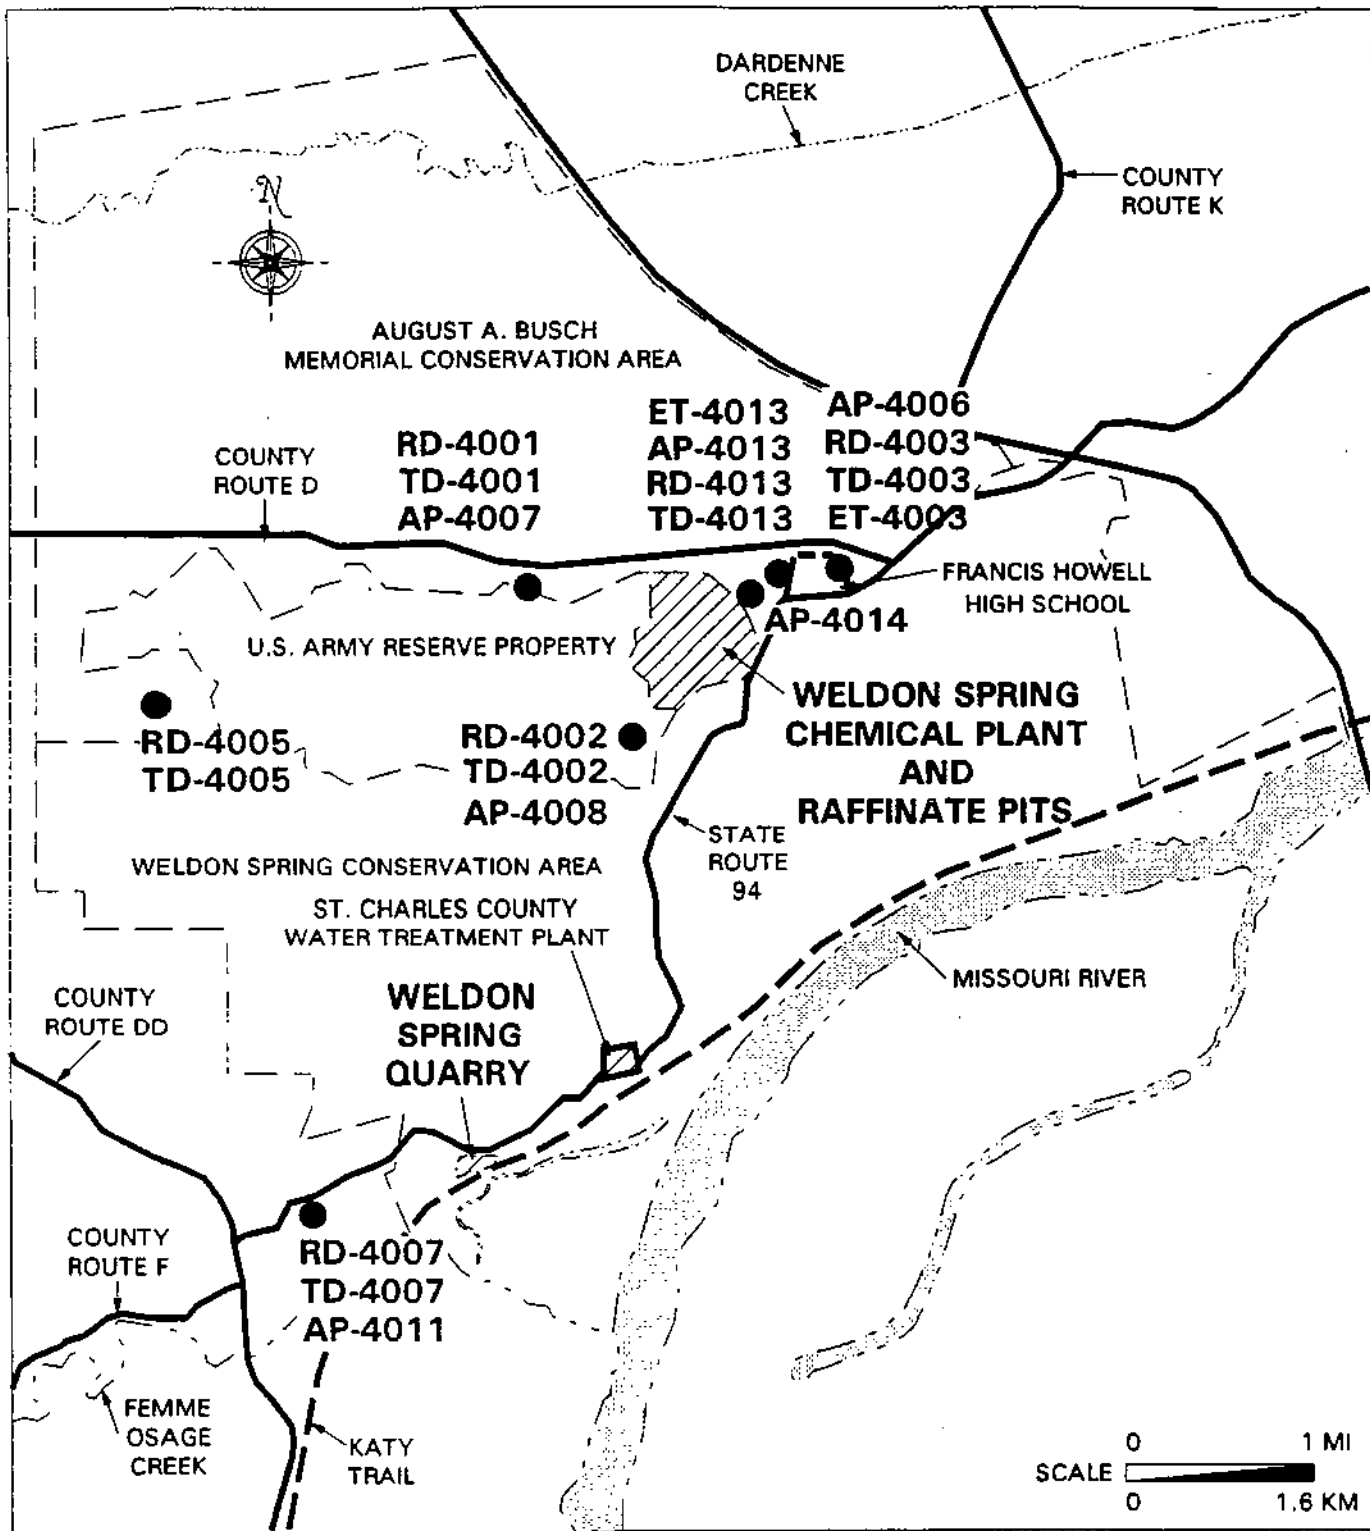 DARDENNE
CREEK
COUNTY
ROUTE K
N
AUGUST A. BUSCH
MEMORIAL CONSERVATION AREA
COUNTY
ROUTE D
RD-4001
TD-4001
AP-4007
ET-4013
AP-4013
RD-4013
TD-4013
AP-4006
RD-4003
TD-4003
ET-4003
FRANCIS HOWELL
HIGH SCHOOL
AP-4014
U.S. ARMY RESERVE PROPERTY
WELDON SPRING
CHEMICAL PLANT
AND
RAFFINATE PITS
RD-4005
TD-4005
RD-4002
TD-4002
AP-4008
STATE
ROUTE
94
WELDON SPRING CONSERVATION AREA
ST. CHARLES COUNTY
WATER TREATMENT PLANT
MISSOURI RIVER
COUNTY
ROUTE DD
WELDON
SPRING
QUARRY
COUNTY
ROUTE F
RD-4007
TD-4007
AP-4011
FEMME
OSAGE
CREEK
KATY
TRAIL
0 1 MI
SCALE
0 1.6 KM